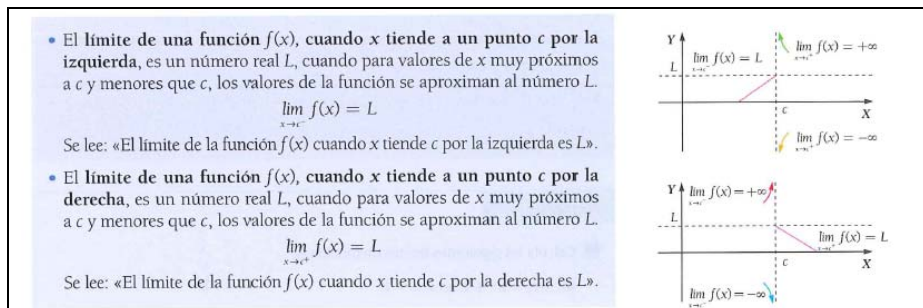 • El límite de una función f(x), cuando x tiende a un punto c por la
izquierda, es un número real L, cuando para valores de x muy próximos
a c y menores que c, los valores de la función se aproximan al número L.
lim f(x) = L
x→c⁻
Se lee: «El límite de la función f(x) cuando x tiende c por la izquierda es L».
• El límite de una función f(x), cuando x tiende a un punto c por la
derecha, es un número real L, cuando para valores de x muy próximos
a c y menores que c, los valores de la función se aproximan al número L.
lim f(x) = L
x→c⁺
Se lee: «El límite de la función f(x) cuando x tiende c por la derecha es L».
Y
lim f(x) = L
x→c⁻
lim f(x) = +∞
x→c⁺
L
c
X
lim f(x) = −∞
x→c⁺
Y
lim f(x) = +∞
x→c⁻
L
lim f(x) = L
x→c⁺
c
X
lim f(x) = −∞
x→c⁻